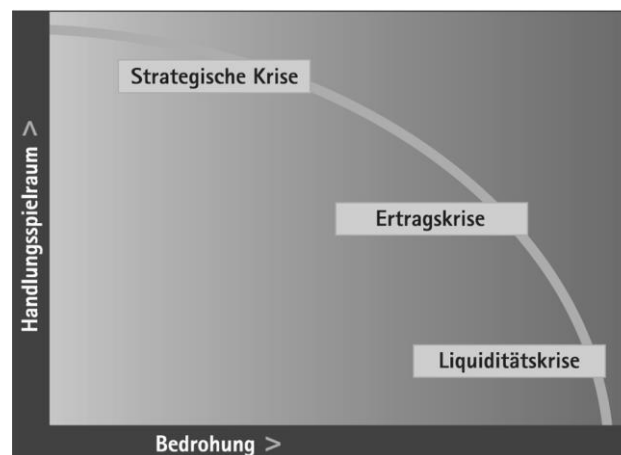 Strategische Krise
Handlungsspielraum >
Ertragskrise
Liquiditätskrise
Bedrohung >